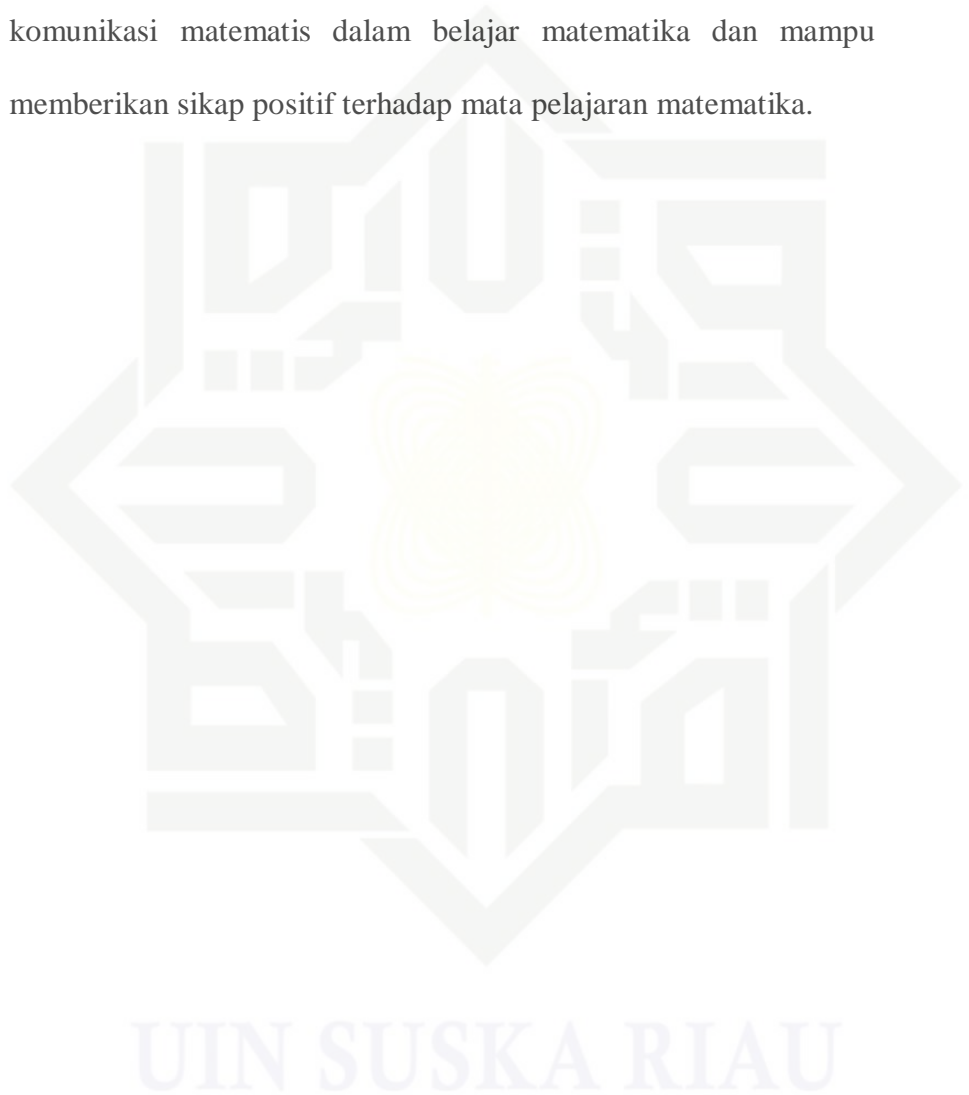 komunikasi matematis dalam belajar matematika dan mampu
memberikan sikap positif terhadap mata pelajaran matematika.
UIN SUSKA RIAU